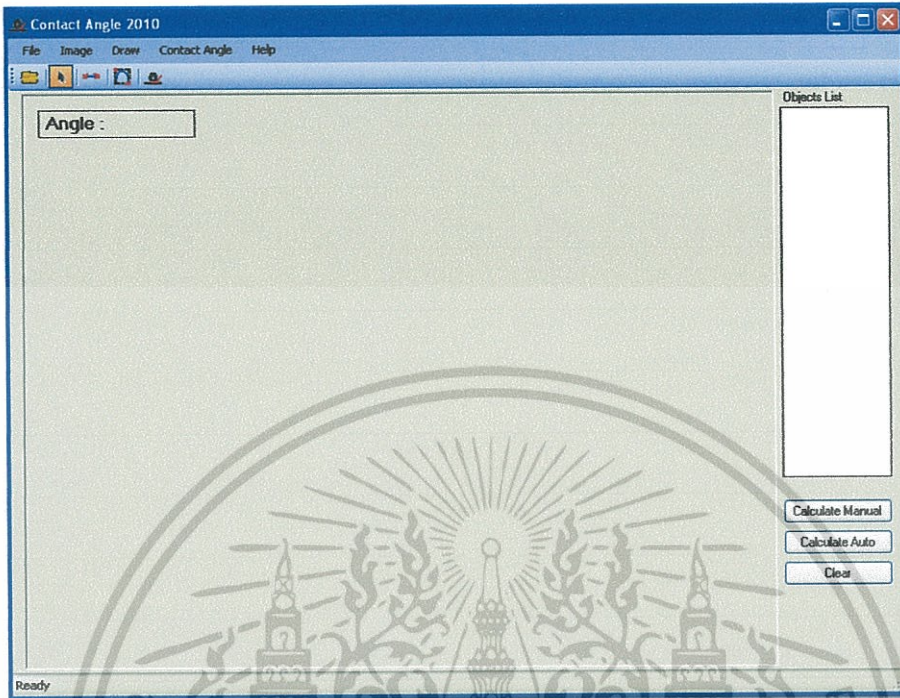 Contact Angle 2010
File Image Draw Contact Angle Help
Objects List
Angle :
Calculate Manual
Calculate Auto
Clear
Ready